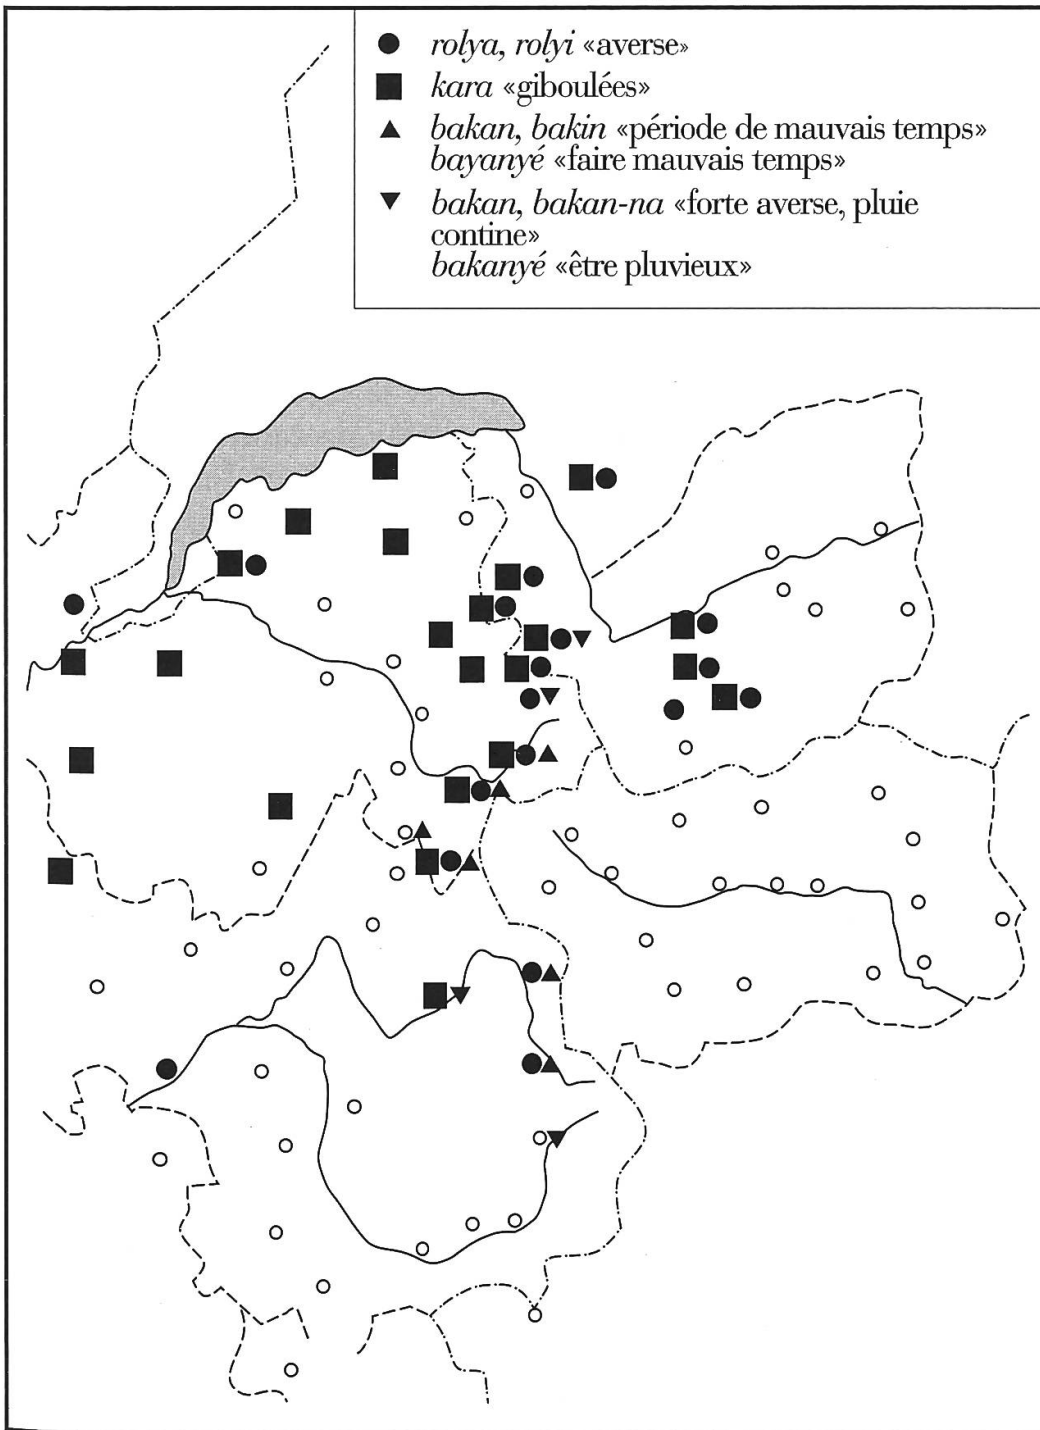 rolya, rolyi «averse»
kara «giboulées»
bakan, bakin «période de mauvais temps»
bayanyé «faire mauvais temps»
bakan, bakan-na «forte averse, pluie
contine»
bakanyé «être pluvieux»